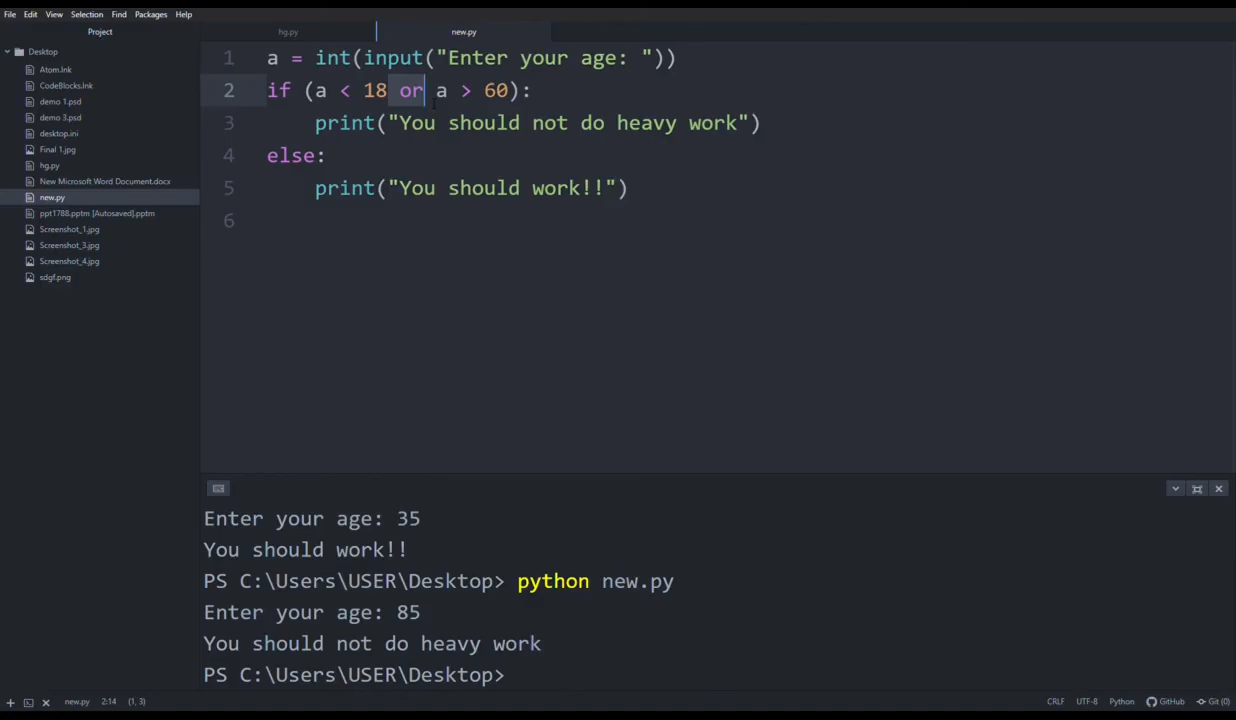 File Edit View Selection Find Packages Help
Project
hg.py
new.py
Desktop
Atom.lnk
CodeBlocks.lnk
demo 1.psd
demo 3.psd
desktop.ini
Final 1.jpg
hg.py
New Microsoft Word Document.docx
new.py
ppt1788.pptm [Autosaved].pptm
Screenshot_1.jpg
Screenshot_3.jpg
Screenshot_4.jpg
sdgf.png
1 a = int(input("Enter your age: "))
2 if (a < 18 or a > 60):
3 print("You should not do heavy work")
4 else:
5 print("You should work!!")
6
Enter your age: 35
You should work!!
PS C:\Users\USER\Desktop> python new.py
Enter your age: 85
You should not do heavy work
PS C:\Users\USER\Desktop>
new.py 2:14 (1, 3) CRLF UTF-8 Python GitHub Git (0)